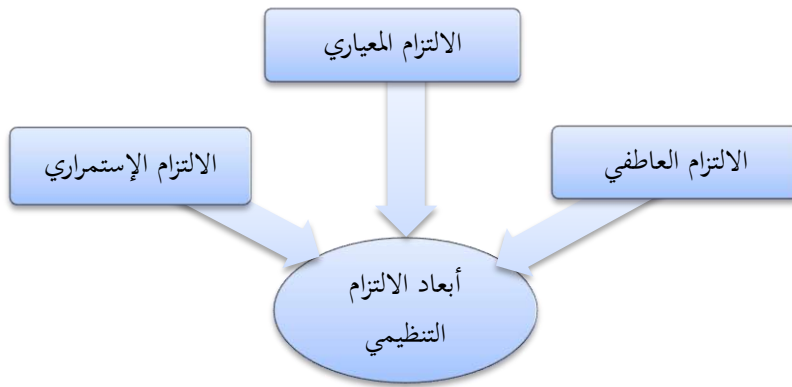 الالتزام المعياري
الالتزام العاطفي
الالتزام الإستمراري
أبعاد الالتزام
التنظيمي